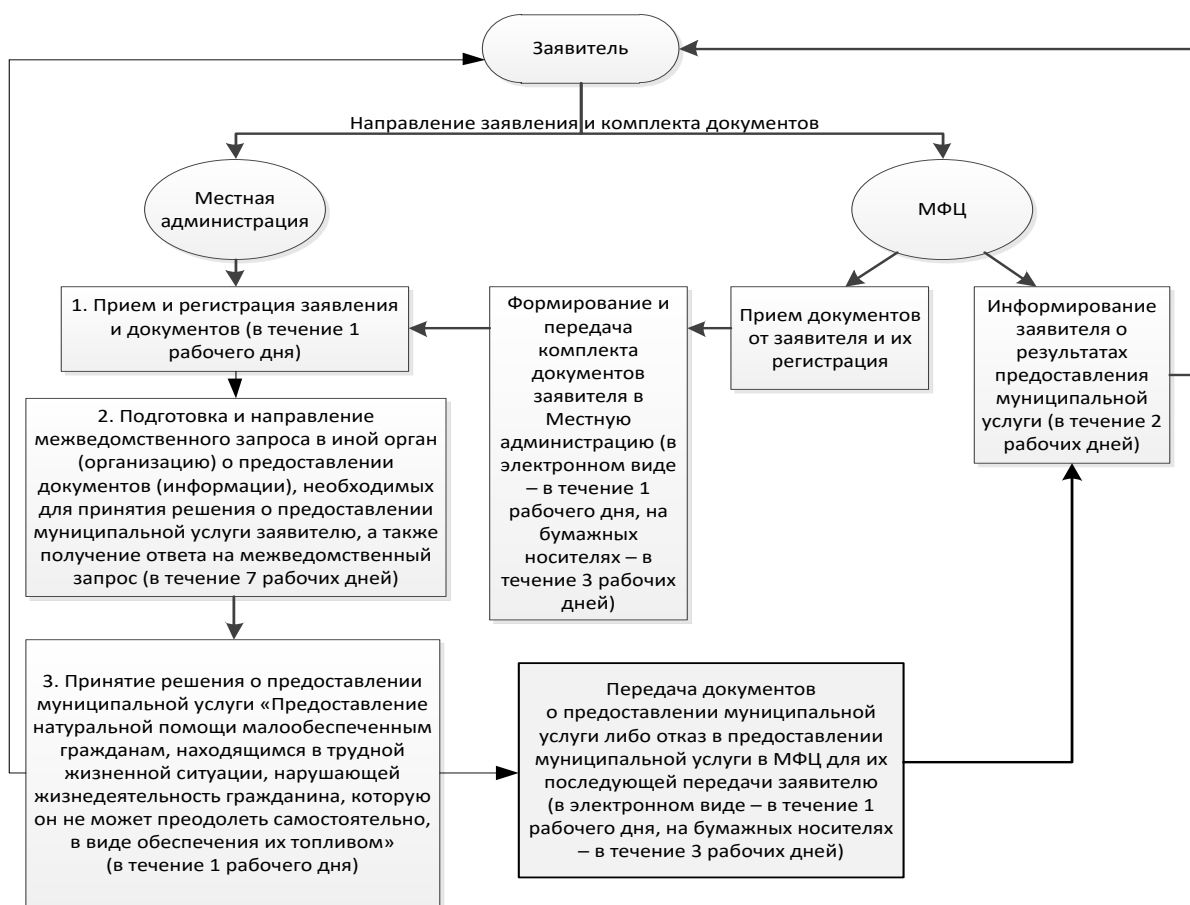 Заявитель
Направление заявления и комплекта документов
Местная
администрация
МФЦ
1. Прием и регистрация заявления
и документов (в течение 1
рабочего дня)
Формирование и
передача
комплекта
документов
заявителя в
Местную
администрацию (в
электронном виде
– в течение 1
рабочего дня, на
бумажных
носителях – в
течение 3 рабочих
дней)
Прием документов
от заявителя и их
регистрация
Информирование
заявителя о
результатах
предоставления
муниципальной
услуги (в течение 2
рабочих дней)
2. Подготовка и направление
межведомственного запроса в иной орган
(организацию) о предоставлении
документов (информации), необходимых
для принятия решения о предоставлении
муниципальной услуги заявителю, а также
получение ответа на межведомственный
запрос (в течение 7 рабочих дней)
3. Принятие решения о предоставлении
муниципальной услуги «Предоставление
натуральной помощи малообеспеченным
гражданам, находящимся в трудной
жизненной ситуации, нарушающей
жизнедеятельность гражданина, которую
он не может преодолеть самостоятельно,
в виде обеспечения их топливом»
(в течение 1 рабочего дня)
Передача документов
о предоставлении муниципальной
услуги либо отказ в предоставлении
муниципальной услуги в МФЦ для их
последующей передачи заявителю
(в электронном виде – в течение 1
рабочего дня, на бумажных носителях
– в течение 3 рабочих дней)